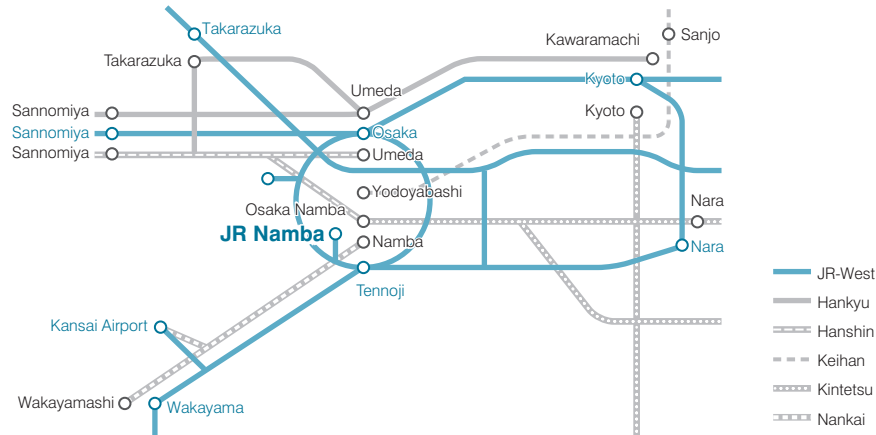 Takarazuka
Sanjo
Kawaramachi
Takarazuka
Kyoto
Umeda
Sannomiya
Kyoto
Sannomiya
Osaka
Sannomiya
Umeda
Yodoyabashi
Nara
Osaka Namba
JR Namba
Namba
Nara
Tennoji
JR-West
Hankyu
Kansai Airport
Hanshin
Keihan
Kintetsu
Wakayamashi
Wakayama
Nankai